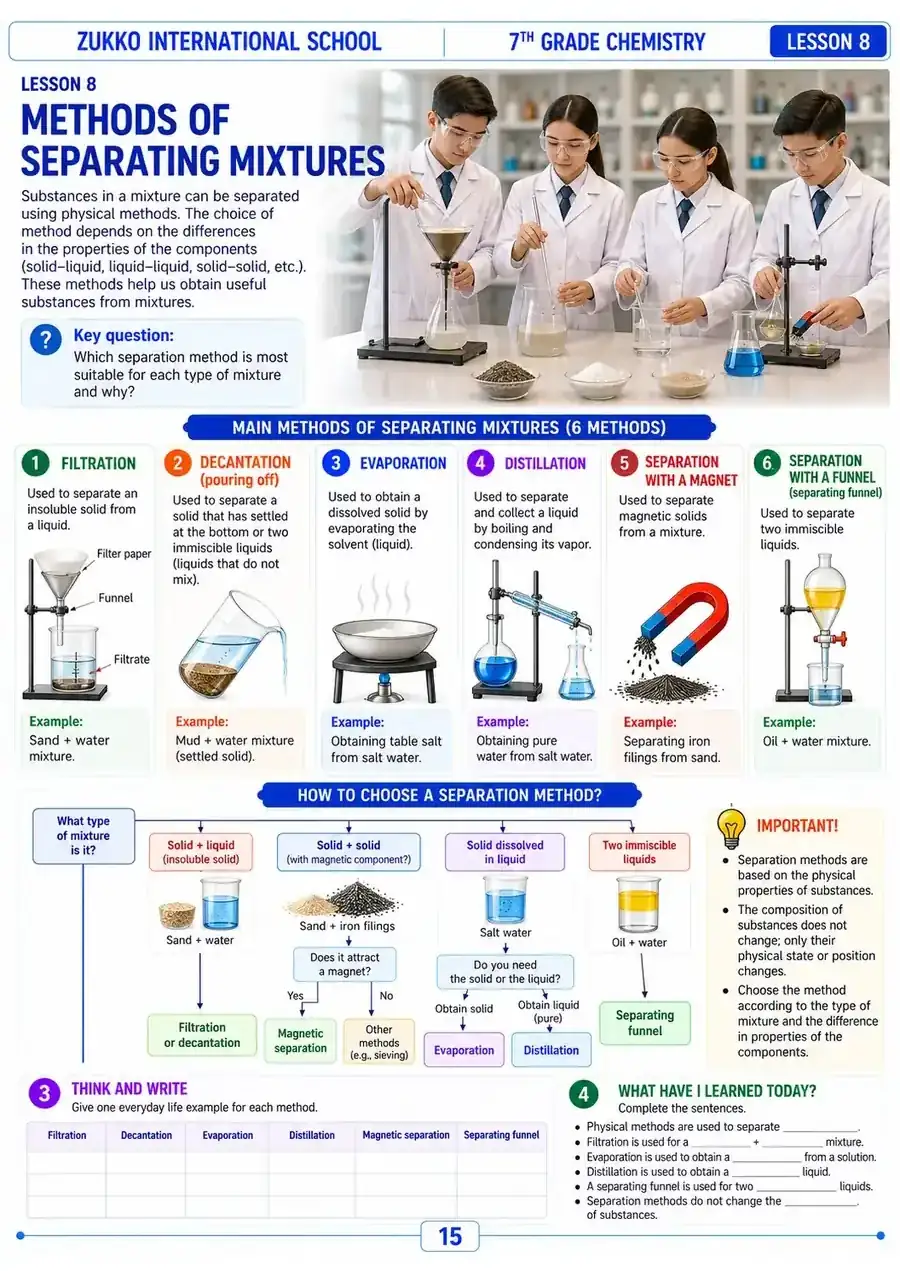 ZUKKO INTERNATIONAL SCHOOL
7TH GRADE CHEMISTRY
LESSON 8
LESSON 8
METHODS OF
SEPARATING MIXTURES
Substances in a mixture can be separated
using physical methods. The choice of
method depends on the differences
in the properties of the components
(solid–liquid, liquid–liquid, solid–solid, etc.).
These methods help us obtain useful
substances from mixtures.
?
Key question:
Which separation method is most
suitable for each type of mixture
and why?
MAIN METHODS OF SEPARATING MIXTURES (6 METHODS)
1 FILTRATION
Used to separate an
insoluble solid from
a liquid.
Filter paper
Funnel
Filtrate
Example:
Sand + water
mixture.
2 DECANTATION
(pouring off)
Used to separate a
solid that has settled
at the bottom or two
immiscible liquids
(liquids that do not
mix).
Example:
Mud + water mixture
(settled solid).
3 EVAPORATION
Used to obtain a
dissolved solid by
evaporating the
solvent (liquid).
Example:
Obtaining table salt
from salt water.
4 DISTILLATION
Used to separate
and collect a liquid
by boiling and
condensing its vapor.
Example:
Obtaining pure
water from salt water.
5 SEPARATION
WITH A MAGNET
Used to separate
magnetic solids
from a mixture.
Example:
Separating iron
filings from sand.
6. SEPARATION
WITH A FUNNEL
(separating funnel)
Used to separate
two immiscible
liquids.
Example:
Oil + water mixture.
HOW TO CHOOSE A SEPARATION METHOD?
What type
of mixture
is it?
Solid + liquid
(insoluble solid)
Sand + water
Filtration
or decantation
Solid + solid
(with magnetic component?)
Sand + iron filings
Does it attract
a magnet?
Yes
No
Magnetic
separation
Other
methods
(e.g., sieving)
Solid dissolved
in liquid
Salt water
Do you need
the solid or the liquid?
Obtain solid
Obtain liquid
(pure)
Evaporation
Distillation
Two immiscible
liquids
Oil + water
Separating
funnel
IMPORTANT!
• Separation methods are
based on the physical
properties of substances.
• The composition of
substances does not
change; only their
physical state or position
changes.
• Choose the method
according to the type of
mixture and the difference
in properties of the
components.
3 THINK AND WRITE
Give one everyday life example for each method.
Filtration Decantation Evaporation Distillation Magnetic separation Separating funnel
4 WHAT HAVE I LEARNED TODAY?
Complete the sentences.
• Physical methods are used to separate ____________.
• Filtration is used for a __________ + __________ mixture.
• Evaporation is used to obtain a ___________ from a solution.
• Distillation is used to obtain a ___________ liquid.
• A separating funnel is used for two _____________ liquids.
• Separation methods do not change the ____________.
of substances.
15